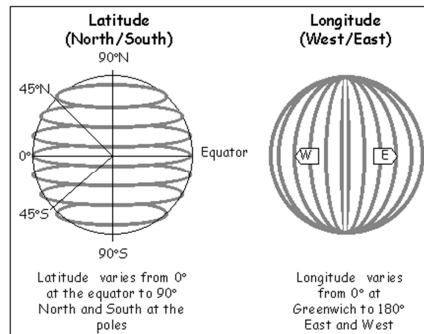 Latitude
(North/South)
90°N
45°N
0°
Equator
45°S
90°S
Latitude varies from 0°
at the equator to 90°
North and South at the
poles
Longitude
(West/East)
W
E
Longitude varies
from 0° at
Greenwich to 180°
East and West